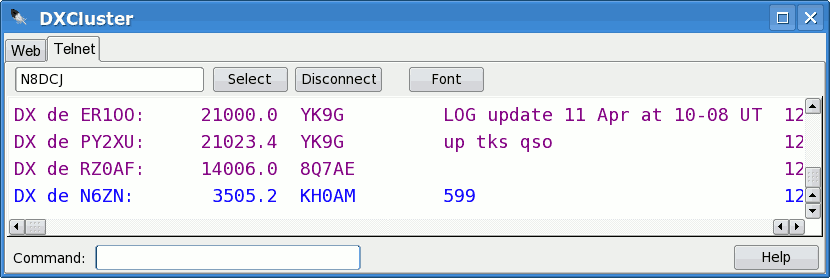 DXCluster
Web Telnet
N8DCJ Select Disconnect Font
DX de ER1OO: 21000.0 YK9G LOG update 11 Apr at 10-08 UT 12
DX de PY2XU: 21023.4 YK9G up tks qso 12
DX de RZ0AF: 14006.0 8Q7AE 12
DX de N6ZN: 3505.2 KH0AM 599 12
Command: Help